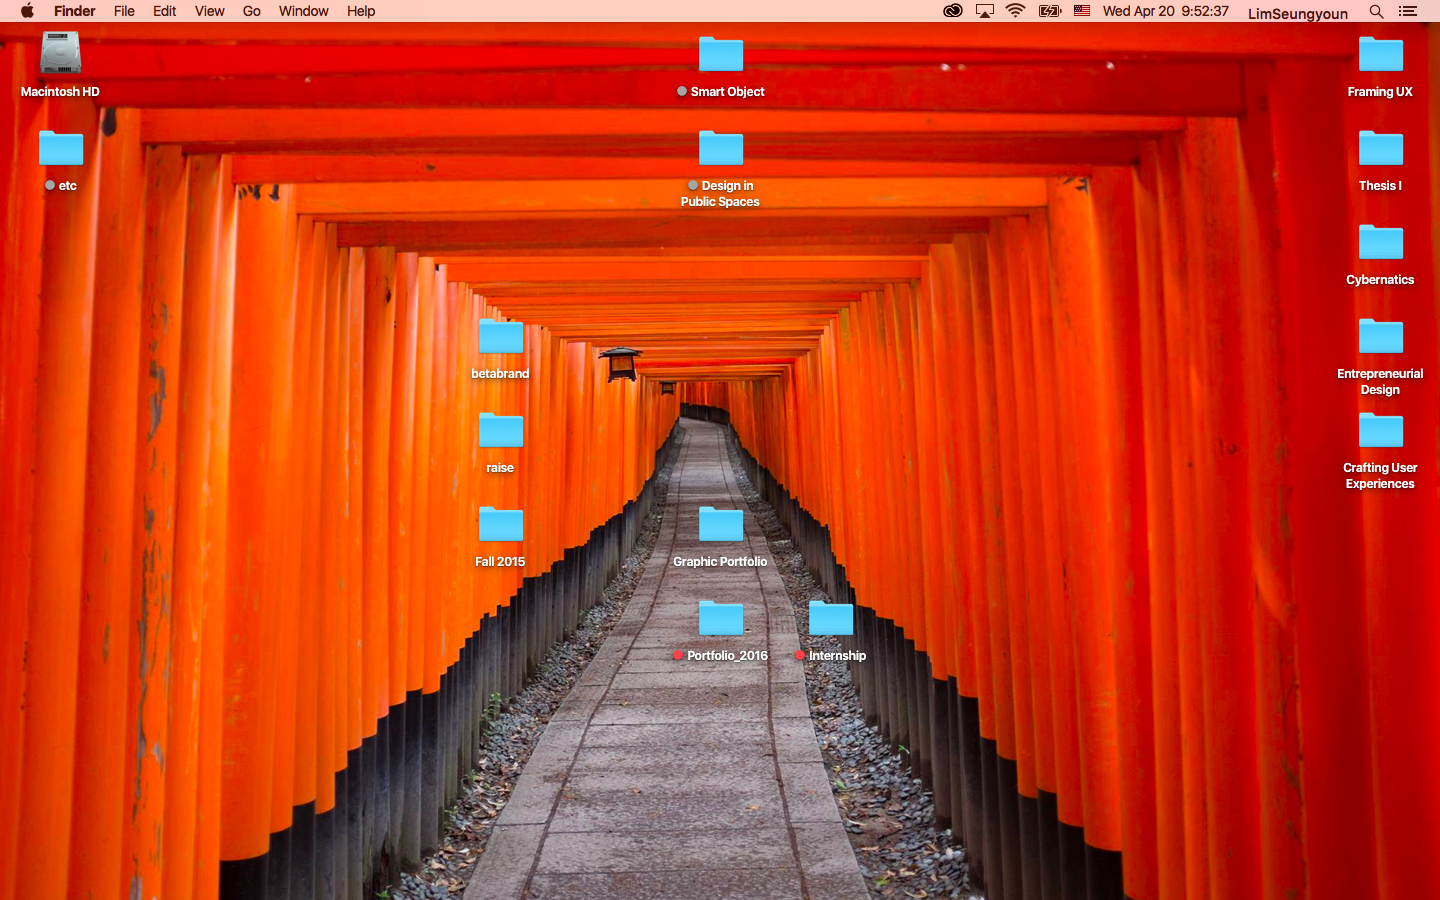 Finder File Edit View Go Window Help Wed Apr 20 9:52:37 LimSeungyoun
Macintosh HD
Smart Object
Framing UX
etc
Design in
Public Spaces
Thesis I
Cybernatics
betabrand
Entrepreneurial
Design
raise
Crafting User
Experiences
Fall 2015
Graphic Portfolio
Portfolio_2016
Internship